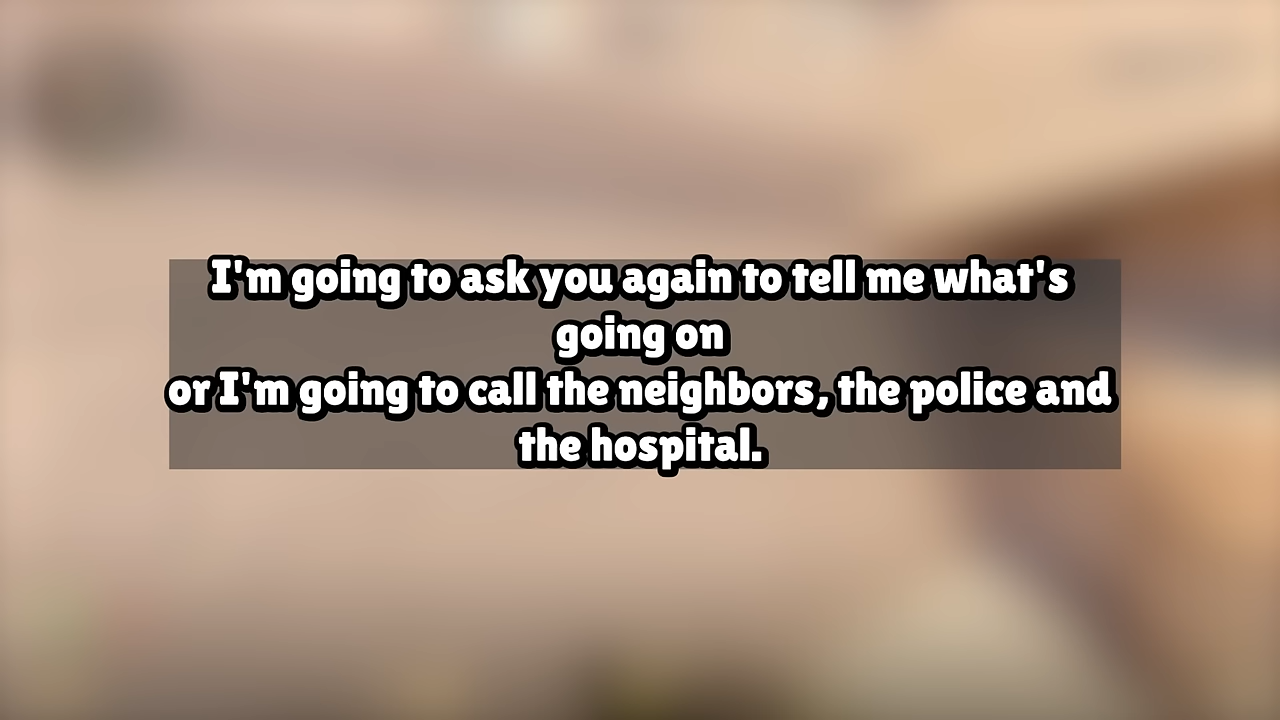 I'm going to ask you again to tell me what's
going on
or I'm going to call the neighbors, the police and
the hospital.